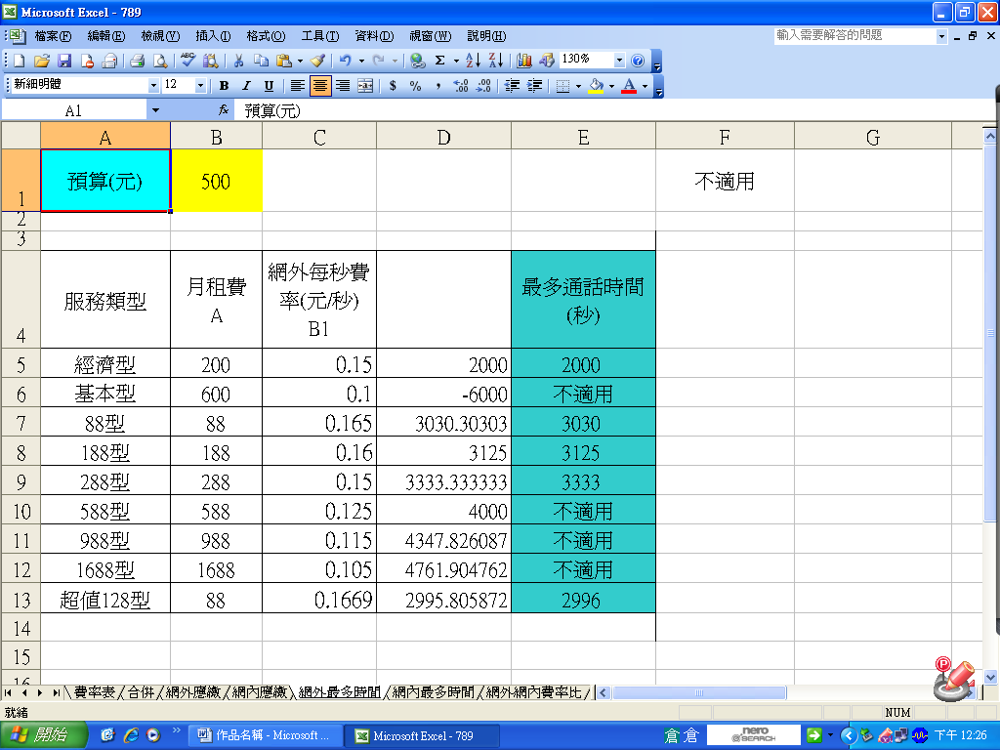 Microsoft Excel - 789
檔案(F) 編輯(E) 檢視(V) 插入(I) 格式(O) 工具(T) 資料(D) 視窗(W) 說明(H) 輸入需要解答的問題
Σ 130%
新細明體 12 B I U $ % , A
A1 fx 預算(元)
A B C D E F G
1 預算(元) 500 不適用
2
3
4 服務類型 月租費 A 網外每秒費率(元/秒) B1 最多通話時間(秒)
5 經濟型 200 0.15 2000 2000
6 基本型 600 0.1 -6000 不適用
7 88型 88 0.165 3030.30303 3030
8 188型 188 0.16 3125 3125
9 288型 288 0.15 3333.333333 3333
10 588型 588 0.125 4000 不適用
11 988型 988 0.115 4347.826087 不適用
12 1688型 1688 0.105 4761.904762 不適用
13 超值128型 88 0.1669 2995.805872 2996
14
15
16
費率表 合併 網外應繳 網內應繳 網外最多時間 網內最多時間 網外網內費率比
就緒 NUM
開始 作品名稱 - Microsoft ... Microsoft Excel - 789 倉 倉 nero SEARCH 下午 12:26